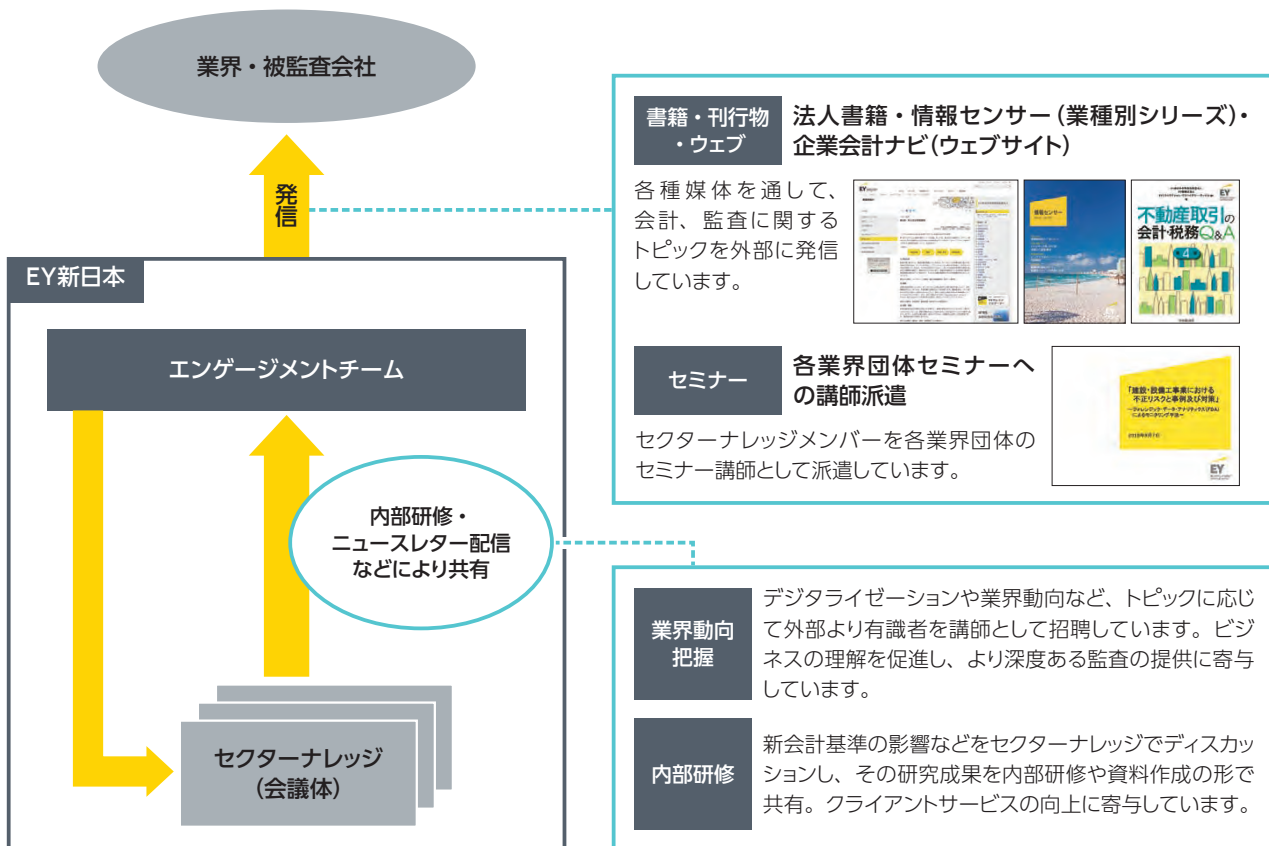 業界・被監査会社
発信
EY新日本
エンゲージメントチーム
内部研修・
ニュースレター配信
などにより共有
セクターナレッジ
(会議体)
書籍・刊行物
・ウェブ
法人書籍・情報センサー(業種別シリーズ)・
企業会計ナビ(ウェブサイト)
各種媒体を通して、
会計、監査に関する
トピックを外部に発信
しています。
EY
情報センサー
EY
不動産取引の
会計・税務Q&A
4
セミナー
各業界団体セミナーへ
の講師派遣
セクターナレッジメンバーを各業界団体の
セミナー講師として派遣しています。
「建設・設備工事業における
不正リスクと事例及び対策」
EY
業界動向
把握
デジタライゼーションや業界動向など、トピックに応じ
て外部より有識者を講師として招聘しています。ビジ
ネスの理解を促進し、より深度ある監査の提供に寄与
しています。
内部研修
新会計基準の影響などをセクターナレッジでディスカッ
ションし、その研究成果を内部研修や資料作成の形で
共有。クライアントサービスの向上に寄与しています。